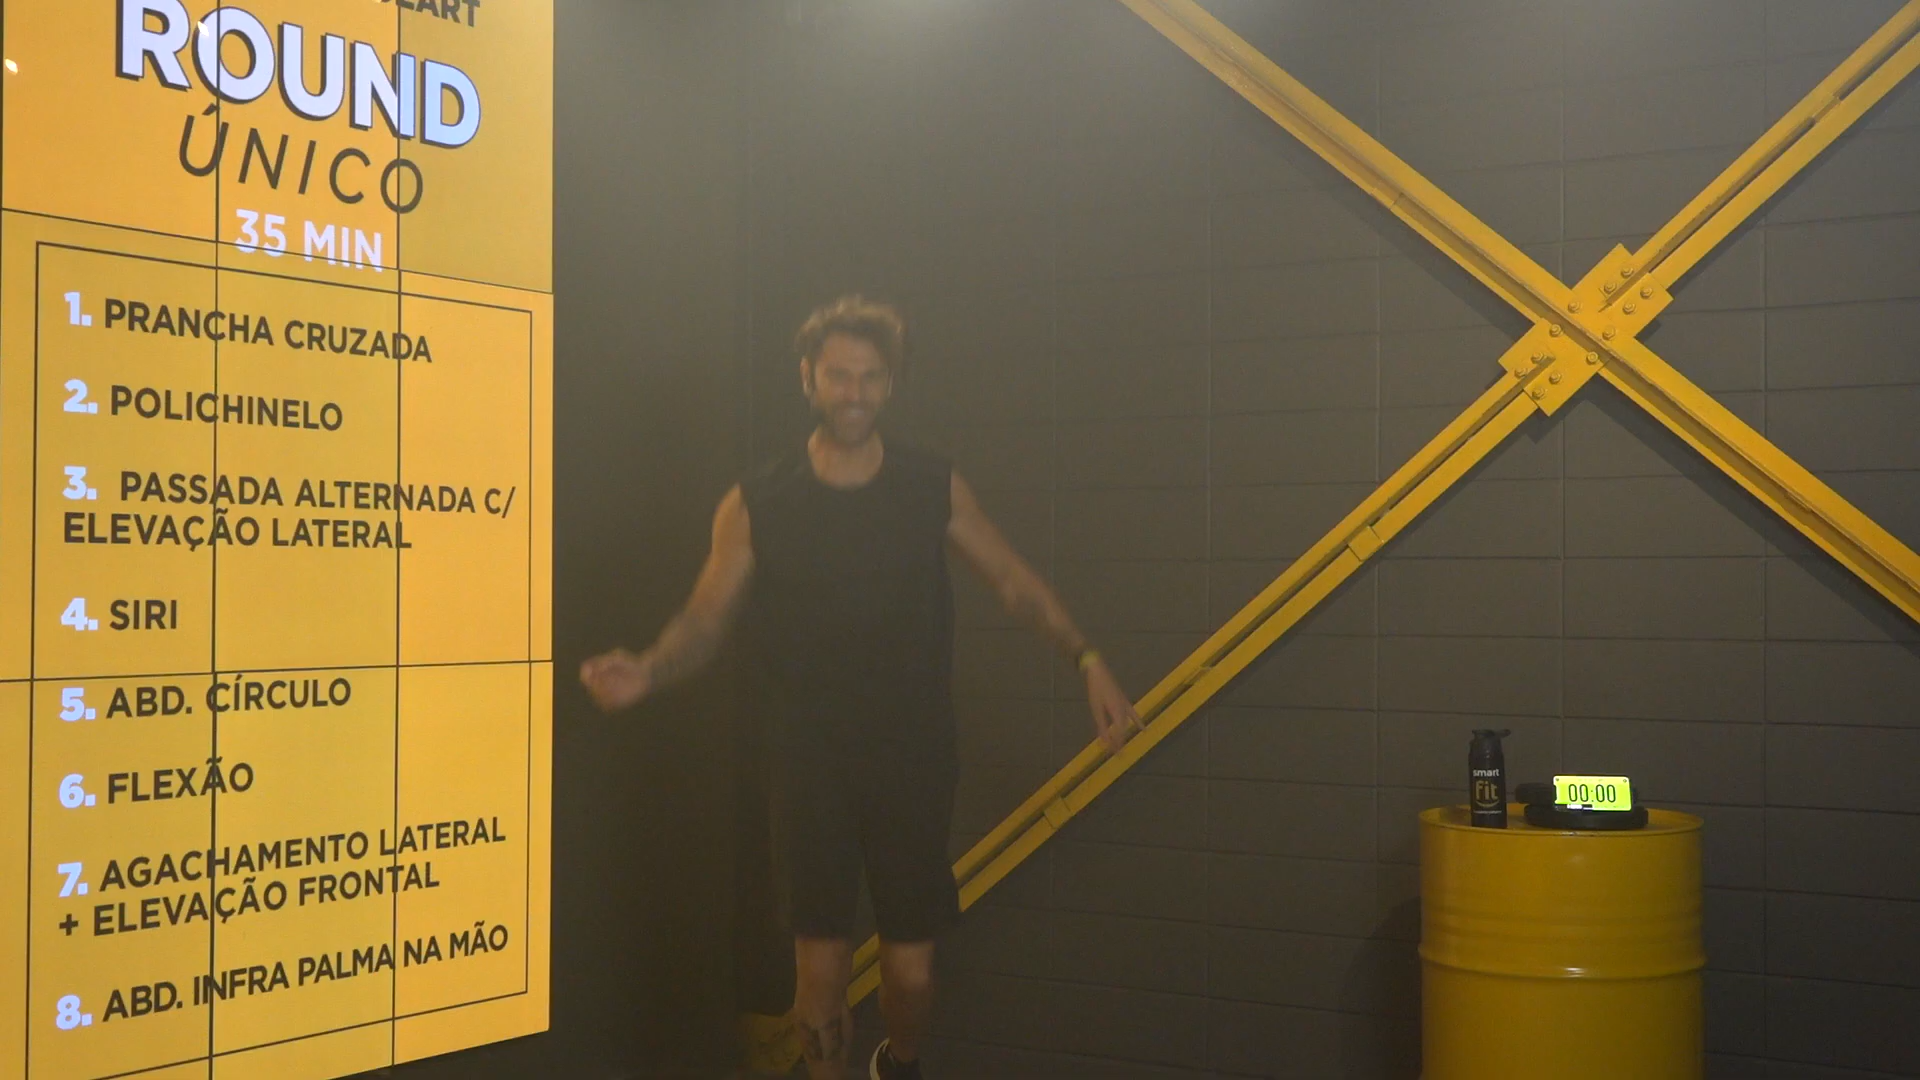 ROUND
ÚNICO
35 MIN
1. PRANCHA CRUZADA
2. POLICHINELO
3. PASSADA ALTERNADA C/
ELEVAÇÃO LATERAL
4. SIRI
5. ABD. CÍRCULO
6. FLEXÃO
7. AGACHAMENTO LATERAL
+ ELEVAÇÃO FRONTAL
8. ABD. INFRA PALMA NA MÃO
smart
fit
00:00